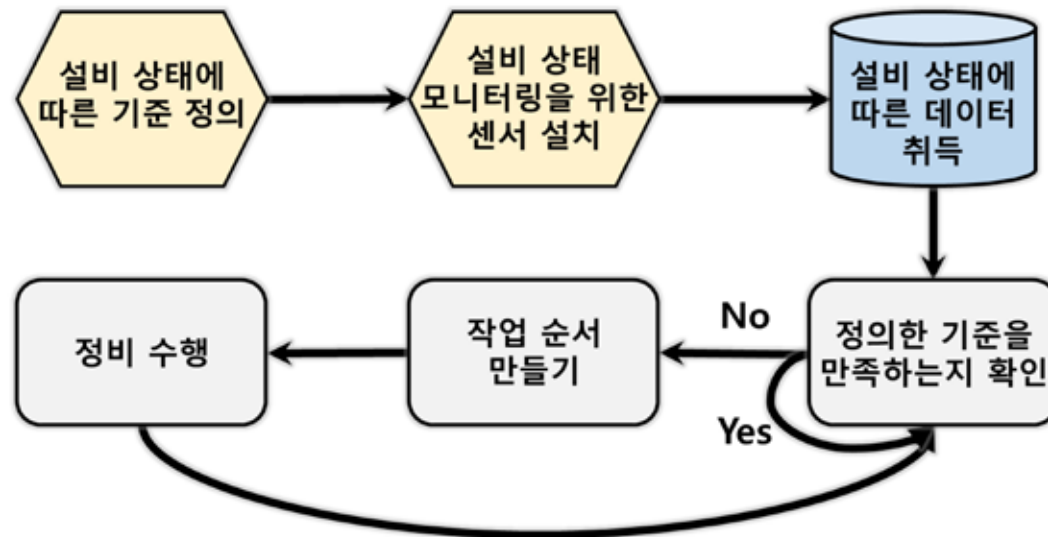 설비 상태에
따른 기준 정의
설비 상태
모니터링을 위한
센서 설치
설비 상태에
따른 데이터
취득
정의한 기준을
만족하는지 확인
No
Yes
작업 순서
만들기
정비 수행